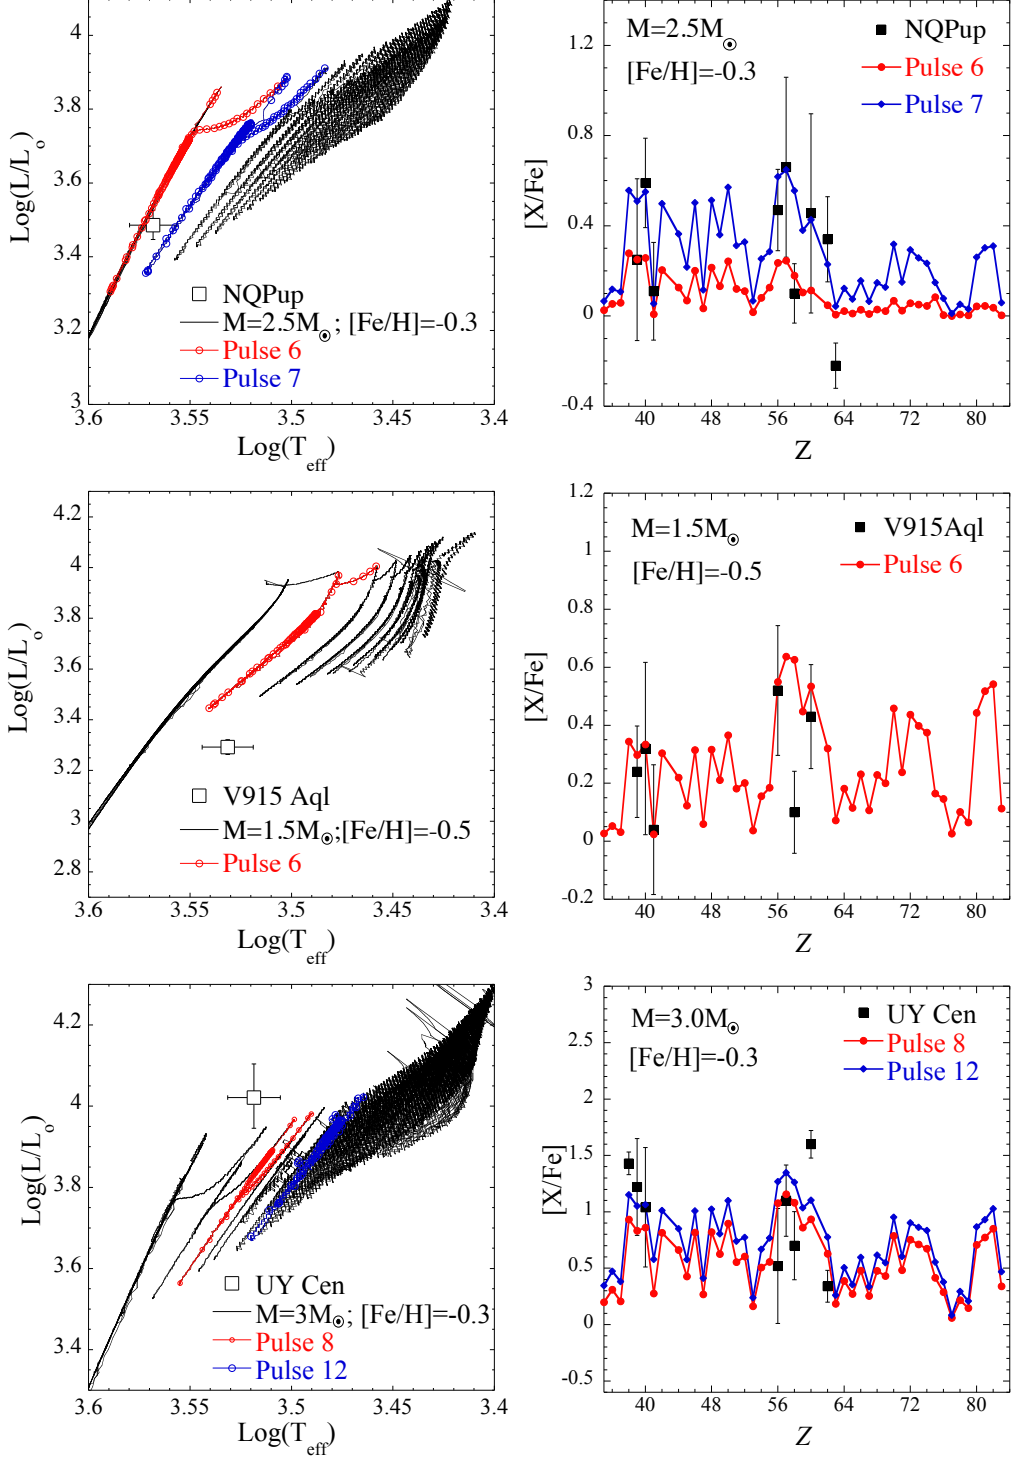 4
3.8
3.6
3.4
3.2
3
Log(L/L_o)
NQPup
M=2.5M☉; [Fe/H]=-0.3
Pulse 6
Pulse 7
3.6 3.55 3.5 3.45 3.4
Log(T_eff)
1.2
0.8
0.4
0
-0.4
[X/Fe]
M=2.5M☉
[Fe/H]=-0.3
NQPup
Pulse 6
Pulse 7
40 48 56 64 72 80
Z
4.2
4
3.8
3.6
3.4
3.2
3
2.8
Log(L/L_o)
V915 Aql
M=1.5M☉;[Fe/H]=-0.5
Pulse 6
3.6 3.55 3.5 3.45 3.4
Log(T_eff)
1.2
1
0.8
0.6
0.4
0.2
0
-0.2
[X/Fe]
M=1.5M☉
[Fe/H]=-0.5
V915Aql
Pulse 6
40 48 56 64 72 80
Z
4.2
4
3.8
3.6
3.4
Log(L/L_o)
UY Cen
M=3M☉; [Fe/H]=-0.3
Pulse 8
Pulse 12
3.6 3.55 3.5 3.45 3.4
Log(T_eff)
3
2.5
2
1.5
1
0.5
0
-0.5
[X/Fe]
M=3.0M☉
[Fe/H]=-0.3
UY Cen
Pulse 8
Pulse 12
40 48 56 64 72 80
Z